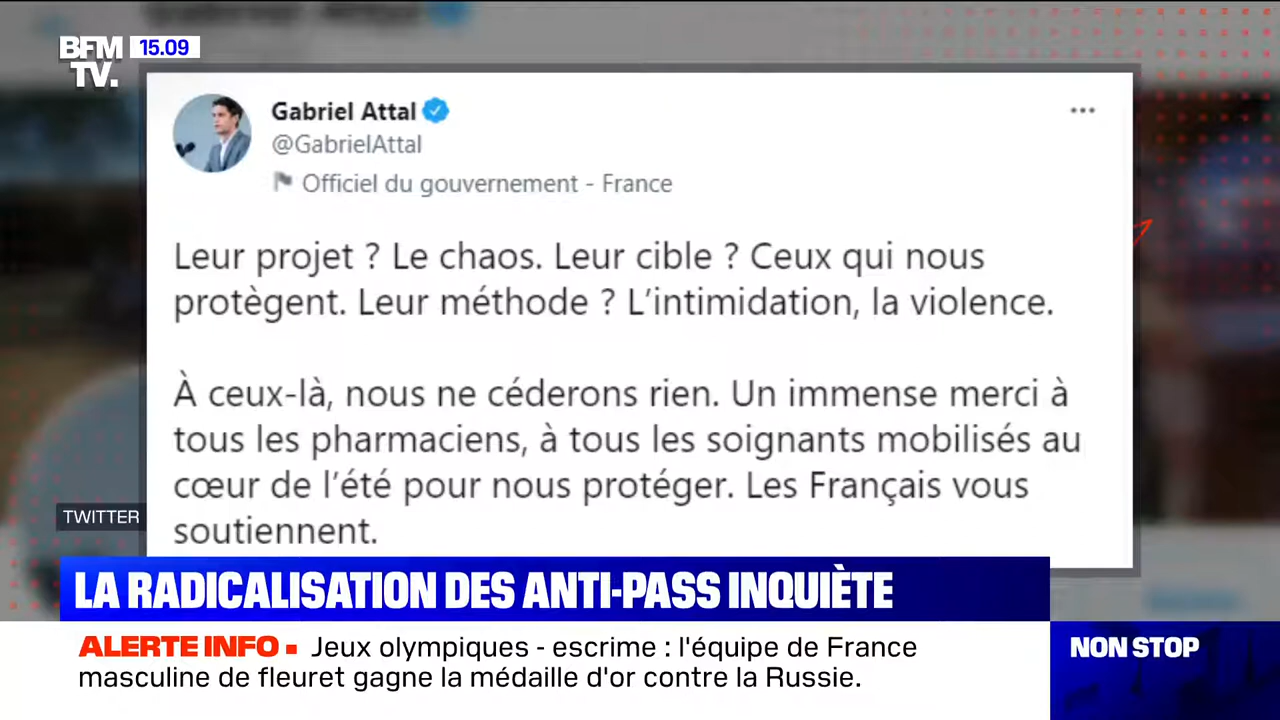 BFM
TV.
15.09
Gabriel Attal
@GabrielAttal
Officiel du gouvernement - France
Leur projet ? Le chaos. Leur cible ? Ceux qui nous
protègent. Leur méthode ? L'intimidation, la violence.
À ceux-là, nous ne céderons rien. Un immense merci à
tous les pharmaciens, à tous les soignants mobilisés au
cœur de l'été pour nous protéger. Les Français vous
soutiennent.
TWITTER
LA RADICALISATION DES ANTI-PASS INQUIÈTE
ALERTE INFO Jeux olympiques - escrime : l'équipe de France
masculine de fleuret gagne la médaille d'or contre la Russie.
NON STOP